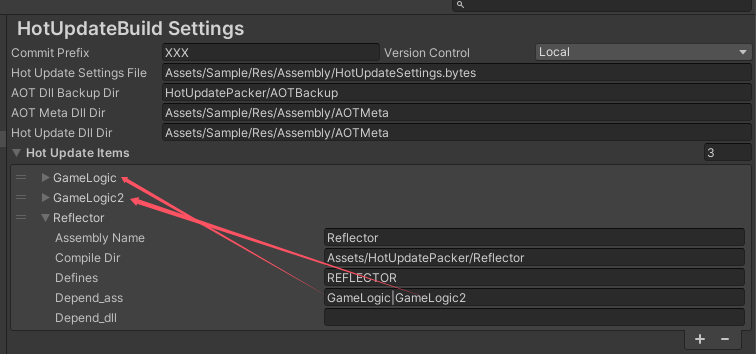 HotUpdateBuild Settings
Commit Prefix XXX Version Control Local
Hot Update Settings File Assets/Sample/Res/Assembly/HotUpdateSettings.bytes
AOT Dll Backup Dir HotUpdatePacker/AOTBackup
AOT Meta Dll Dir Assets/Sample/Res/Assembly/AOTMeta
Hot Update Dll Dir Assets/Sample/Res/Assembly/AOTMeta
Hot Update Items 3
GameLogic
GameLogic2
Reflector
Assembly Name Reflector
Compile Dir Assets/HotUpdatePacker/Reflector
Defines REFLECTOR
Depend_ass GameLogic|GameLogic2
Depend_dll